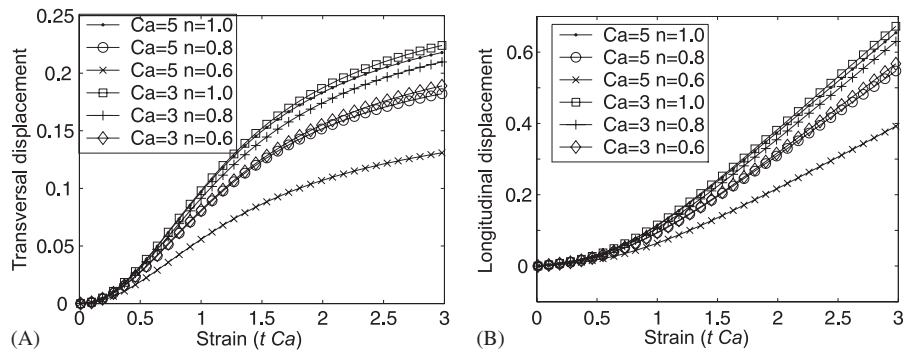 0.25
0.2
0.15
0.1
0.05
0
Transversal displacement
Ca=5 n=1.0
Ca=5 n=0.8
Ca=5 n=0.6
Ca=3 n=1.0
Ca=3 n=0.8
Ca=3 n=0.6
0 0.5 1 1.5 2 2.5 3
Strain (t Ca)
(A)
0.6
0.4
0.2
0
Longitudinal displacement
Ca=5 n=1.0
Ca=5 n=0.8
Ca=5 n=0.6
Ca=3 n=1.0
Ca=3 n=0.8
Ca=3 n=0.6
0 0.5 1 1.5 2 2.5 3
Strain (t Ca)
(B)